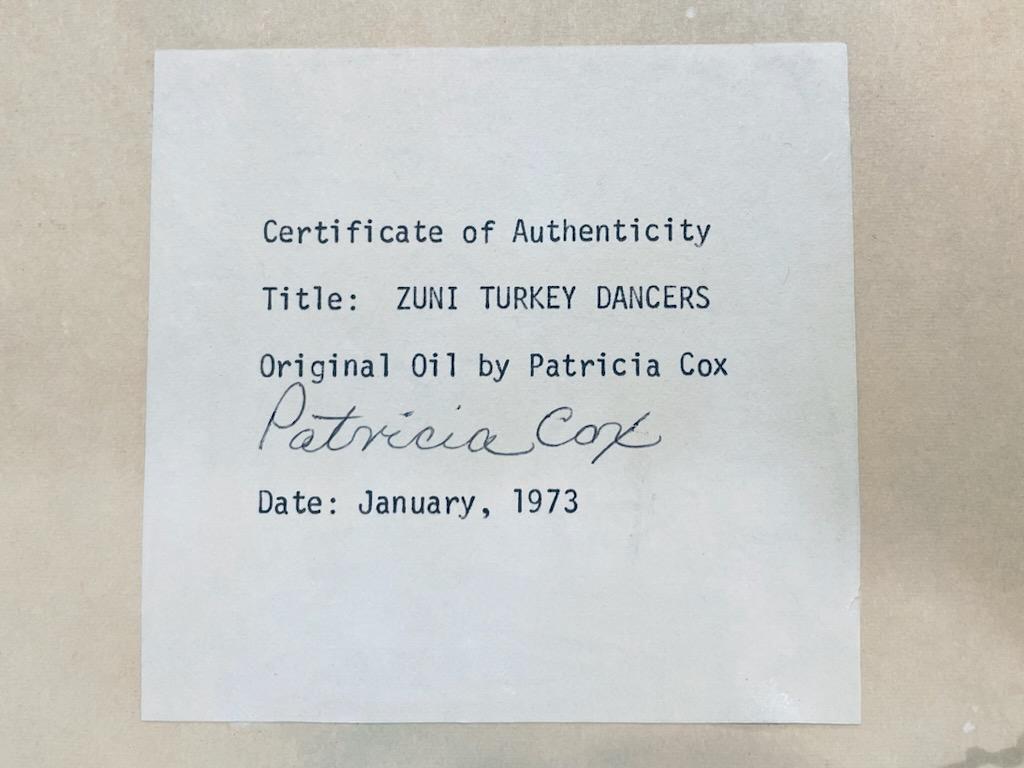 Certificate of Authenticity
Title: ZUNI TURKEY DANCERS
Original Oil by Patricia Cox
Patricia Cox
Date: January, 1973